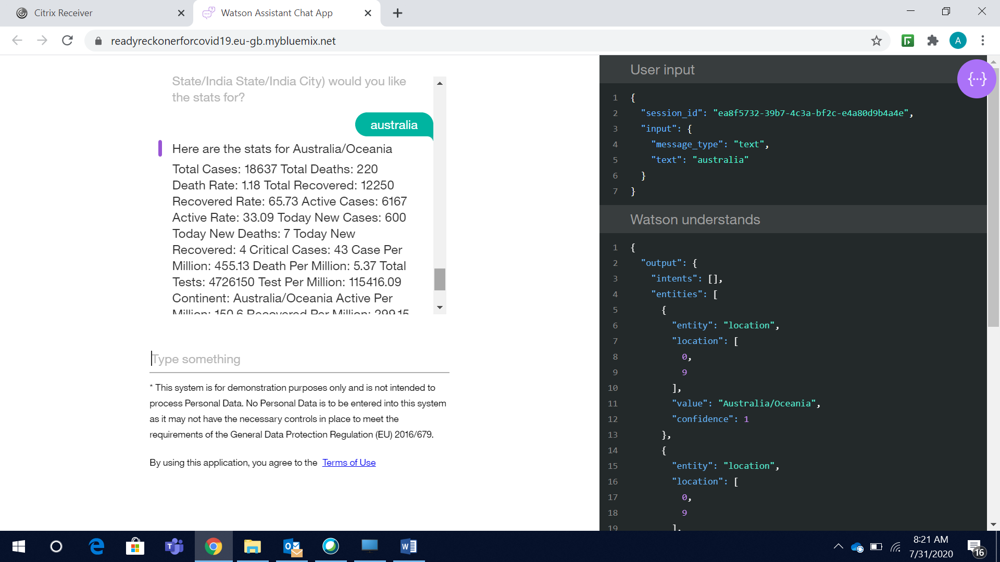 Citrix Receiver
Watson Assistant Chat App
readyreckonerforcovid19.eu-gb.mybluemix.net
A
State/India State/India City) would you like
the stats for?
australia
Here are the stats for Australia/Oceania
Total Cases: 18637 Total Deaths: 220
Death Rate: 1.18 Total Recovered: 12250
Recovered Rate: 65.73 Active Cases: 6167
Active Rate: 33.09 Today New Cases: 600
Today New Deaths: 7 Today New
Recovered: 4 Critical Cases: 43 Case Per
Million: 455.13 Death Per Million: 5.37 Total
Tests: 4726150 Test Per Million: 115416.09
Continent: Australia/Oceania Active Per
Million: 150.6 Recovered Per Million: 299.15
Type something
* This system is for demonstration purposes only and is not intended to
process Personal Data. No Personal Data is to be entered into this system
as it may not have the necessary controls in place to meet the
requirements of the General Data Protection Regulation (EU) 2016/679.
By using this application, you agree to the Terms of Use
User input
{···}
1 {
2 "session_id": "ea8f5732-39b7-4c3a-bf2c-e4a80d9b4a4e",
3 "input": {
4 "message_type": "text",
5 "text": "australia"
6 }
7 }
Watson understands
1 {
2 "output": {
3 "intents": [],
4 "entities": [
5 {
6 "entity": "location",
7 "location": [
8 0,
9 9
10 ],
11 "value": "Australia/Oceania",
12 "confidence": 1
13 },
14 {
15 "entity": "location",
16 "location": [
17 0,
18 9
19 ],
8:21 AM
7/31/2020
16